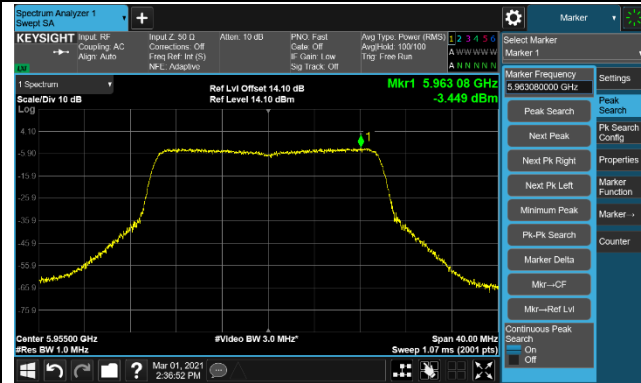 Spectrum Analyzer 1
Swept SA
+
Marker
KEYSIGHT
Input: RF
Coupling: AC
Align: Auto
Input Z: 50 Ω
Corrections: Off
Freq Ref: Int (S)
NFE: Adaptive
Atten: 10 dB
PNO: Fast
Gate: Off
IF Gain: Low
Sig Track: Off
Avg Type: Power (RMS)
Avg|Hold: 100/100
Trig: Free Run
1 2 3 4 5 6
A W W W W W
A N N N N N
LM
Select Marker
Marker 1
1 Spectrum
Scale/Div 10 dB
Log
Ref Lvl Offset 14.10 dB
Ref Level 14.10 dBm
Mkr1 5.963 08 GHz
-3.449 dBm
4.10
-5.90
-15.9
-25.9
-35.9
-45.9
-55.9
-65.9
-75.9
1
Center 5.95500 GHz
#Res BW 1.0 MHz
#Video BW 3.0 MHz*
Span 40.00 MHz
Sweep 1.07 ms (2001 pts)
Marker Frequency
5.963080000 GHz
Peak Search
Next Peak
Next Pk Right
Next Pk Left
Minimum Peak
Pk-Pk Search
Marker Delta
Mkr→CF
Mkr→Ref Lvl
Continuous Peak
Search
On
Off
Settings
Peak
Search
Pk Search
Config
Properties
Marker
Function
Marker→
Counter
?
Mar 01, 2021
2:36:52 PM